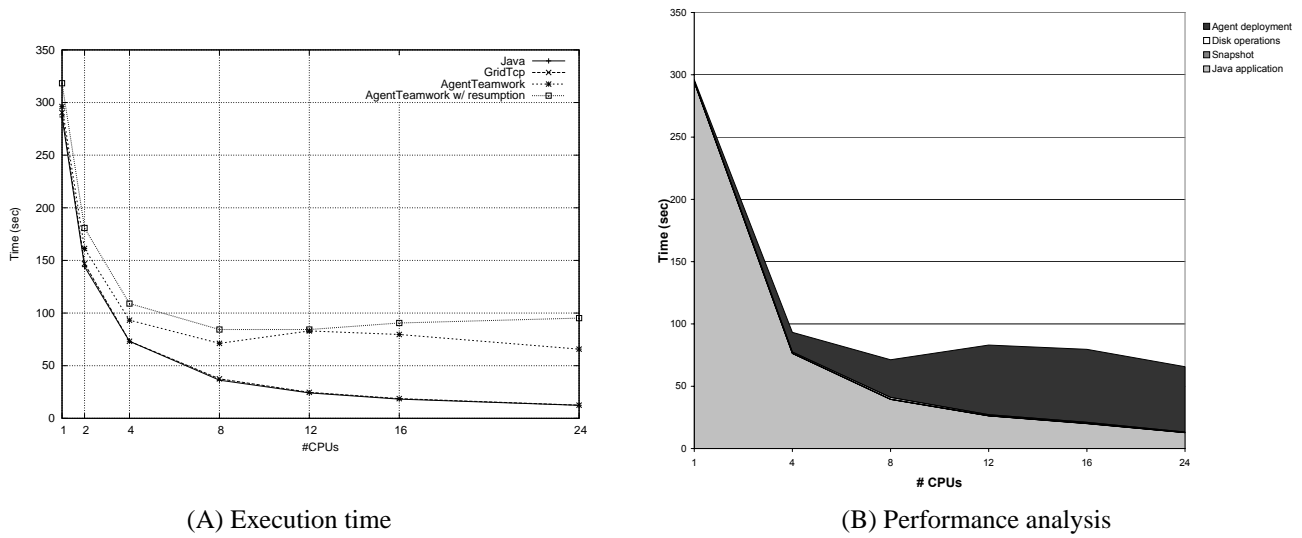 350
300
250
200
150
100
50
0
Time (sec)
1 2 4 8 12 16 24
#CPUs
Java
GridTcp
AgentTeamwork
AgentTeamwork w/ resumption
(A) Execution time
350
300
250
200
150
100
50
0
Time (sec)
1 4 8 12 16 24
# CPUs
Agent deployment
Disk operations
Snapshot
Java application
(B) Performance analysis